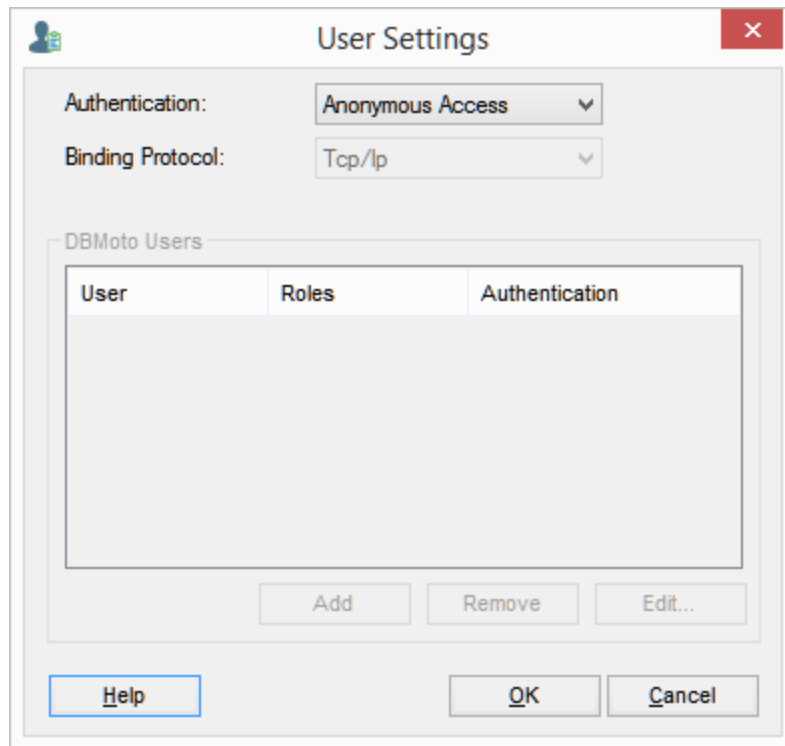 User Settings
Authentication: Anonymous Access
Binding Protocol: Tcp/Ip
DBMoto Users
User Roles Authentication
Add Remove Edit...
Help OK Cancel